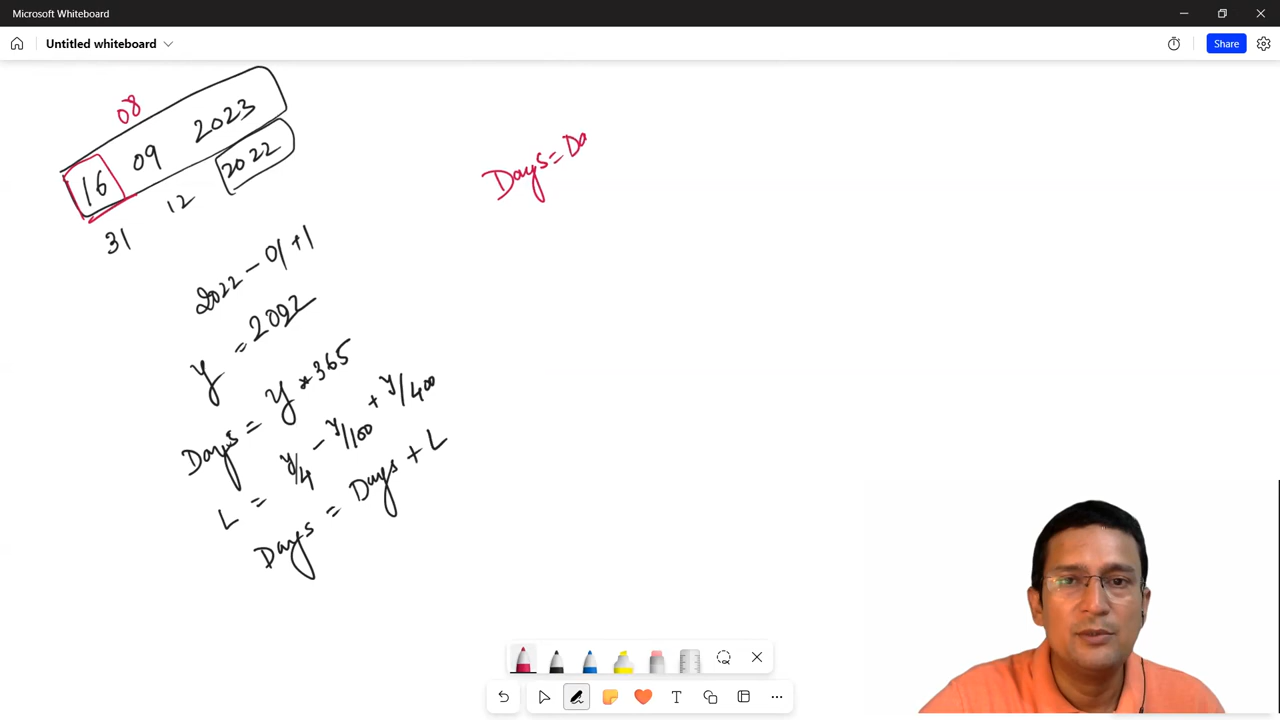 Microsoft Whiteboard
Untitled whiteboard
Share
08
16 09 2023
31 12 2022
2022 - 01 + 1
y = 2022
Days = y * 365
L = y/4 - y/100 + y/400
Days = Days + L
Days = Da